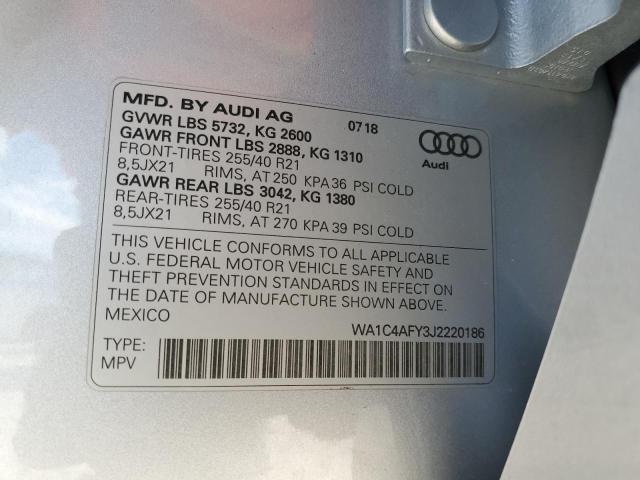 MFD. BY AUDI AG 0718
GVWR LBS 5732, KG 2600
GAWR FRONT LBS 2888, KG 1310
FRONT-TIRES 255/40 R21
8,5JX21 RIMS, AT 250 KPA 36 PSI COLD
GAWR REAR LBS 3042, KG 1380
REAR-TIRES 255/40 R21
8,5JX21 RIMS, AT 270 KPA 39 PSI COLD
Audi
THIS VEHICLE CONFORMS TO ALL APPLICABLE
U.S. FEDERAL MOTOR VEHICLE SAFETY AND
THEFT PREVENTION STANDARDS IN EFFECT ON
THE DATE OF MANUFACTURE SHOWN ABOVE.
MEXICO
WA1C4AFY3J2220186
TYPE:
MPV